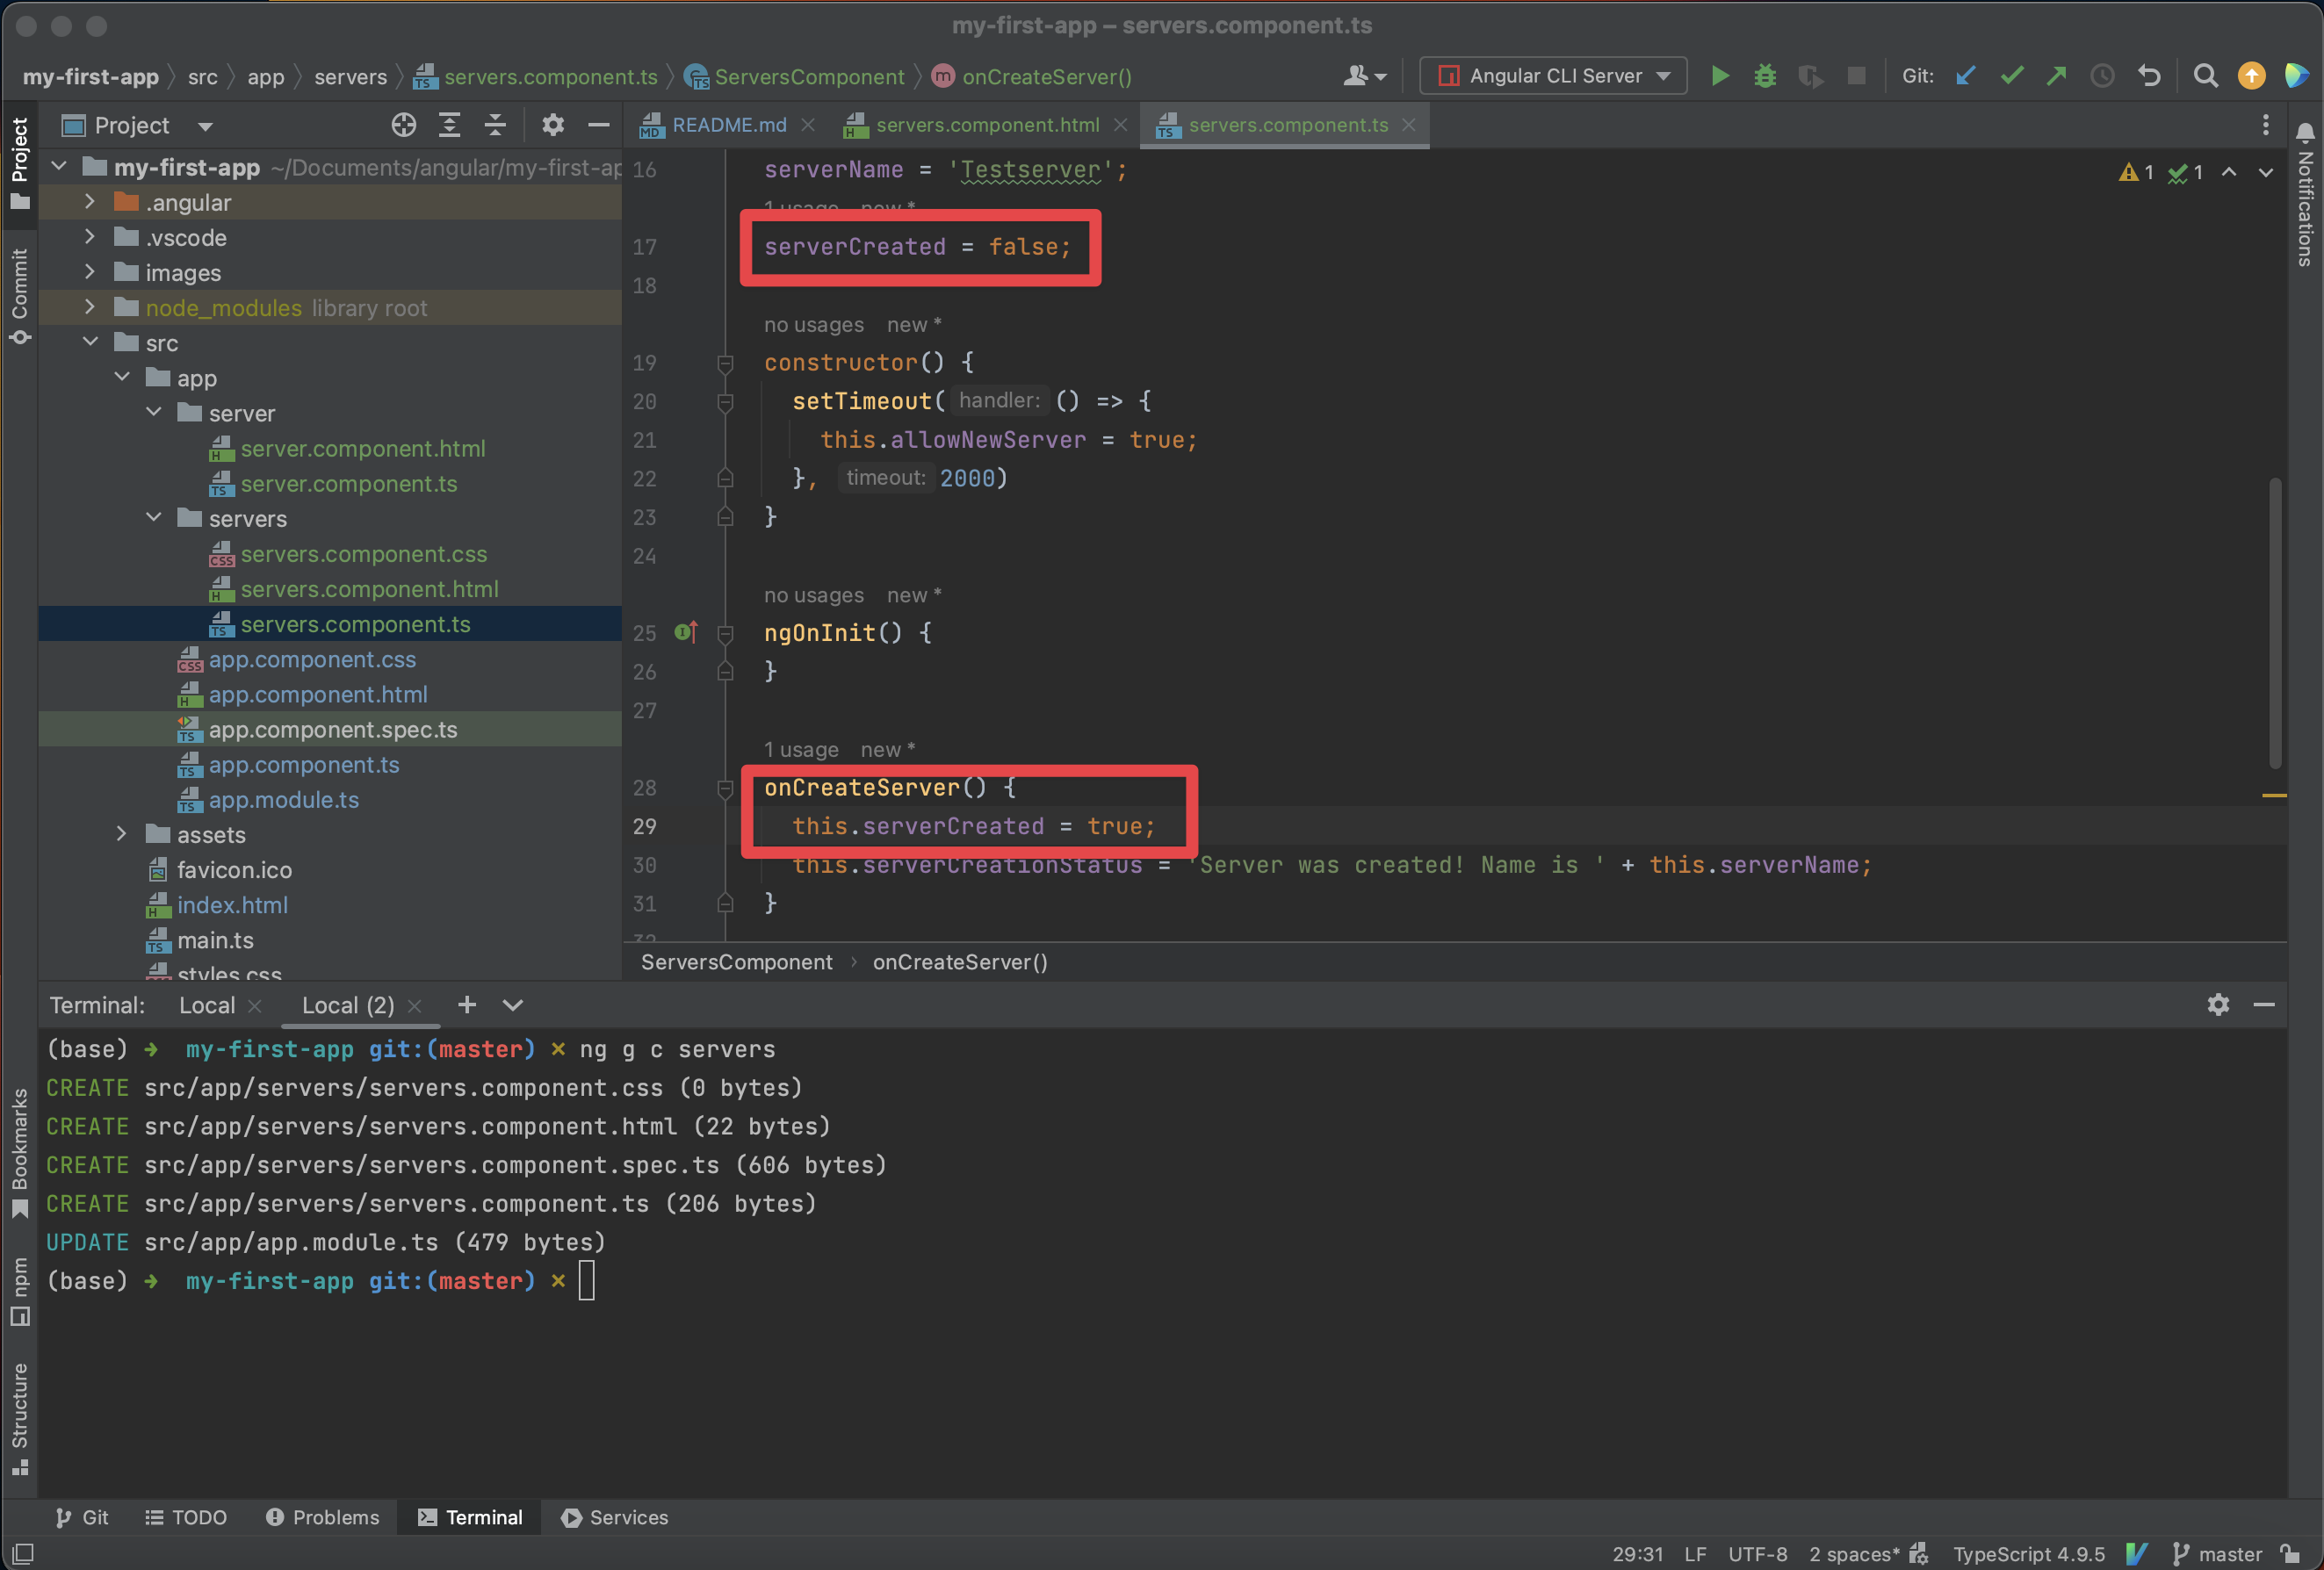 my-first-app – servers.component.ts
my-first-app src app servers servers.component.ts ServersComponent onCreateServer() Angular CLI Server Git:
Project
README.md servers.component.html servers.component.ts
Project
Commit
Bookmarks
npm
Structure
Notifications
my-first-app ~/Documents/angular/my-first-ap
.angular
.vscode
images
node_modules library root
src
app
server
server.component.html
server.component.ts
servers
servers.component.css
servers.component.html
servers.component.ts
app.component.css
app.component.html
app.component.spec.ts
app.component.ts
app.module.ts
assets
favicon.ico
index.html
main.ts
styles.css
1 1
16 serverName = 'Testserver';
1 usage new *
17 serverCreated = false;
18
no usages new *
19 constructor() {
20 setTimeout( handler: () => {
21 this.allowNewServer = true;
22 }, timeout: 2000)
23 }
24
no usages new *
25 ngOnInit() {
26 }
27
1 usage new *
28 onCreateServer() {
29 this.serverCreated = true;
30 this.serverCreationStatus = 'Server was created! Name is ' + this.serverName;
31 }
32
ServersComponent › onCreateServer()
Terminal: Local Local (2)
(base) ➜ my-first-app git:(master) ✗ ng g c servers
CREATE src/app/servers/servers.component.css (0 bytes)
CREATE src/app/servers/servers.component.html (22 bytes)
CREATE src/app/servers/servers.component.spec.ts (606 bytes)
CREATE src/app/servers/servers.component.ts (206 bytes)
UPDATE src/app/app.module.ts (479 bytes)
(base) ➜ my-first-app git:(master) ✗
Git TODO Problems Terminal Services
29:31 LF UTF-8 2 spaces* TypeScript 4.9.5 master